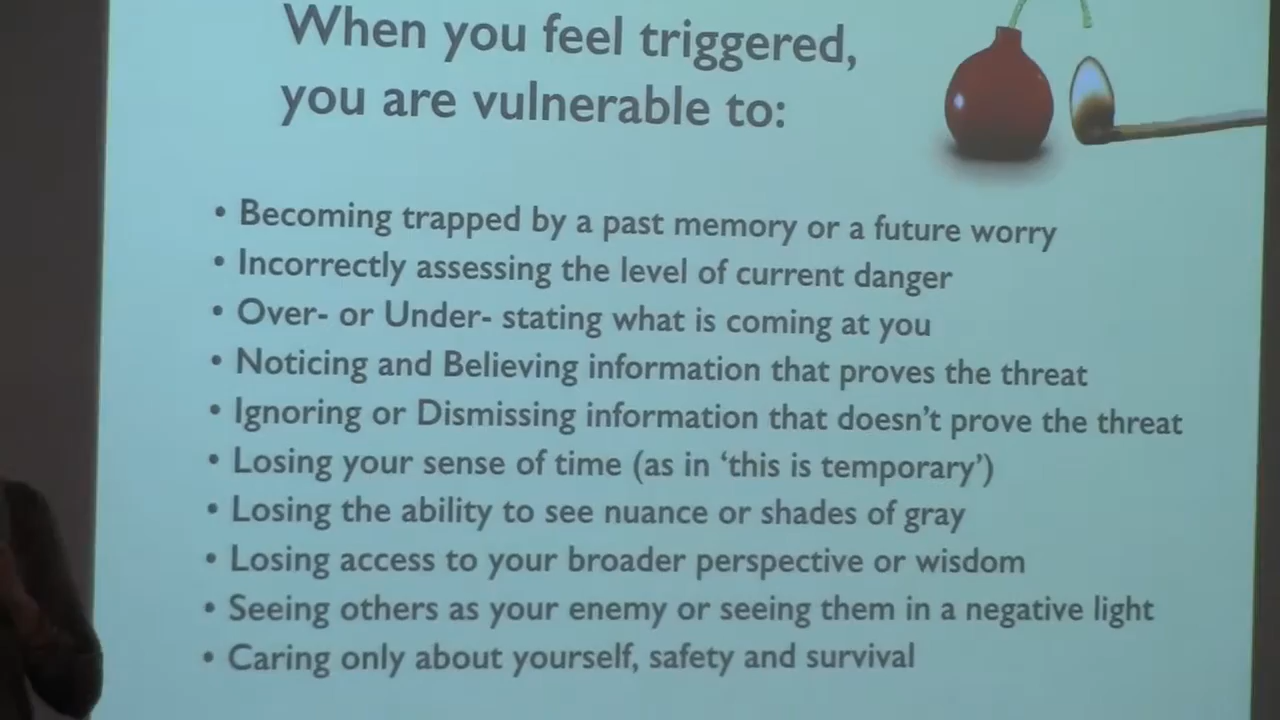 When you feel triggered,
you are vulnerable to:
• Becoming trapped by a past memory or a future worry
• Incorrectly assessing the level of current danger
• Over- or Under- stating what is coming at you
• Noticing and Believing information that proves the threat
• Ignoring or Dismissing information that doesn’t prove the threat
• Losing your sense of time (as in ‘this is temporary’)
• Losing the ability to see nuance or shades of gray
• Losing access to your broader perspective or wisdom
• Seeing others as your enemy or seeing them in a negative light
• Caring only about yourself, safety and survival